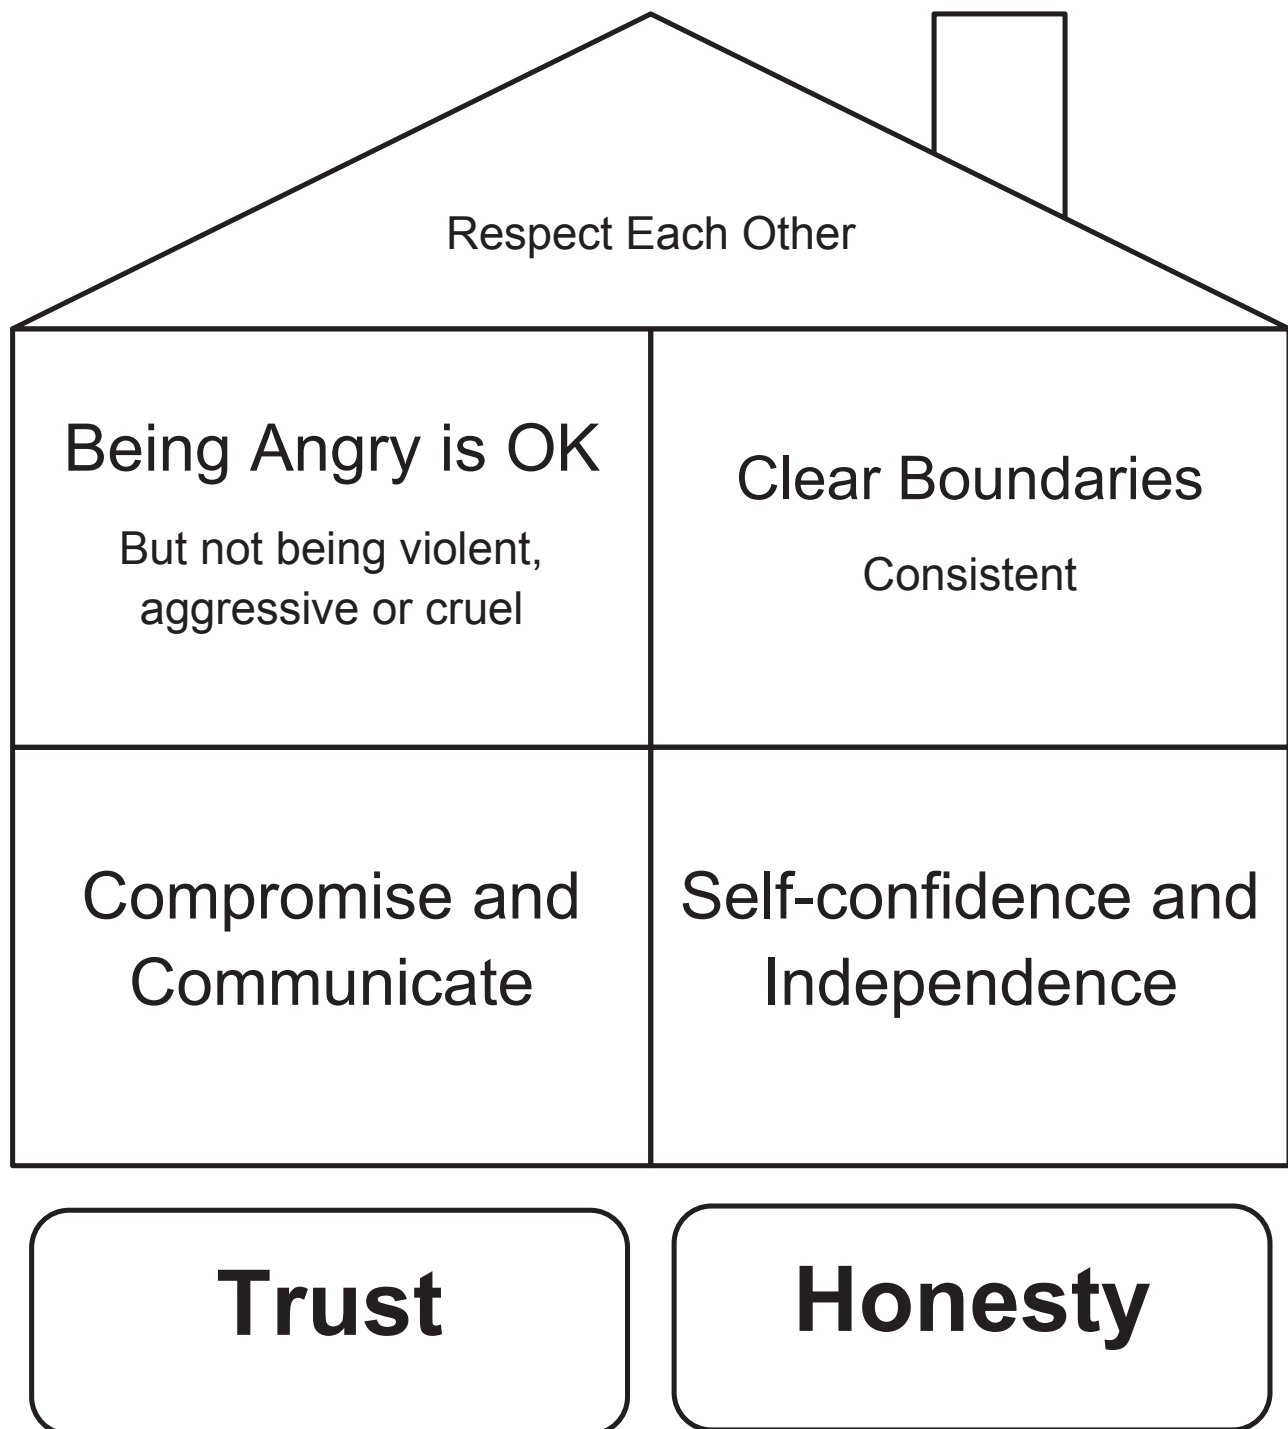 Respect Each Other
Being Angry is OK
But not being violent,
aggressive or cruel
Clear Boundaries
Consistent
Compromise and
Communicate
Self-confidence and
Independence
Trust
Honesty